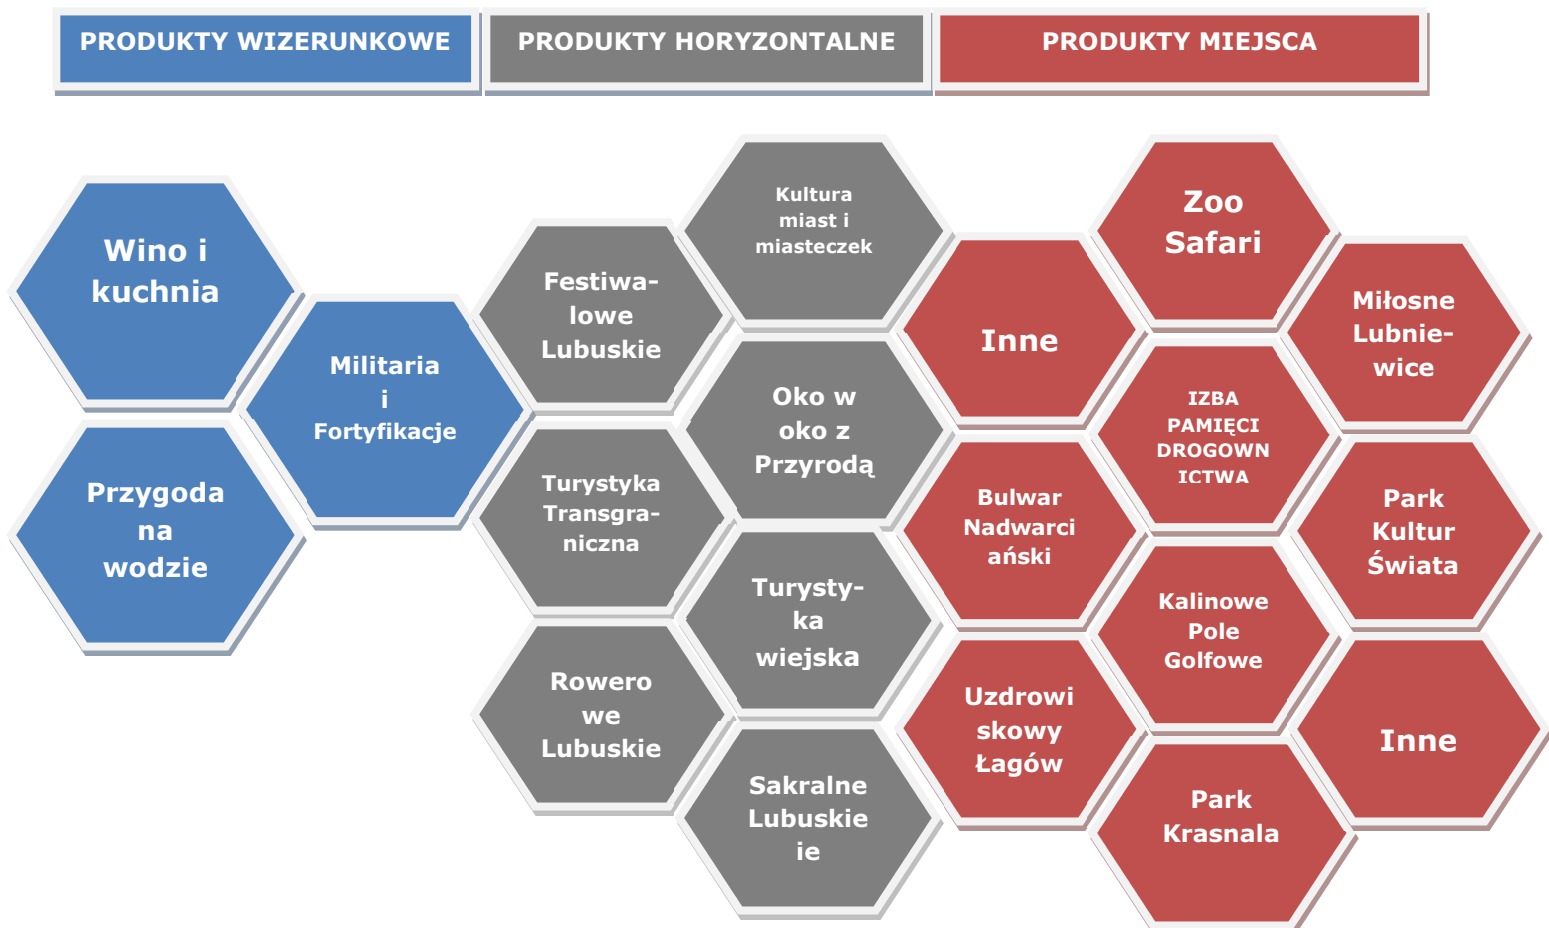 PRODUKTY WIZERUNKOWE
PRODUKTY HORYZONTALNE
PRODUKTY MIEJSCA
Wino i
kuchnia
Przygoda
na
wodzie
Militaria
i
Fortyfikacje
Festiwa-
lowe
Lubuskie
Turystyka
Transgra-
niczna
Rowero
we
Lubuskie
Kultura
miast i
miasteczek
Oko w
oko z
Przyrodą
Turysty-
ka
wiejska
Sakralne
Lubuskie
ie
Inne
Bulwar
Nadwarci
ański
Uzdrowi
skowy
Łagów
Zoo
Safari
IZBA
PAMIĘCI
DROGOWN
ICTWA
Kalinowe
Pole
Golfowe
Park
Krasnala
Miłosne
Lubnie-
wice
Park
Kultur
Świata
Inne